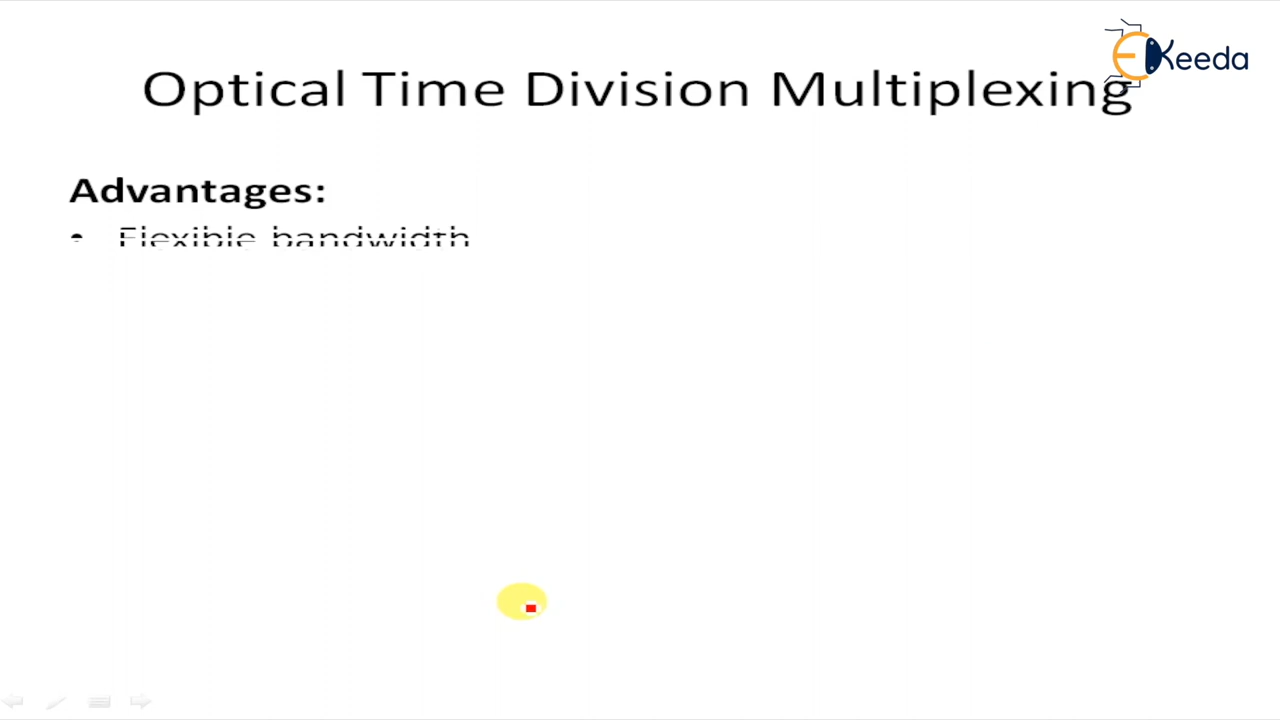 Keeda
Optical Time Division Multiplexing
Advantages:
• Flexible bandwidth